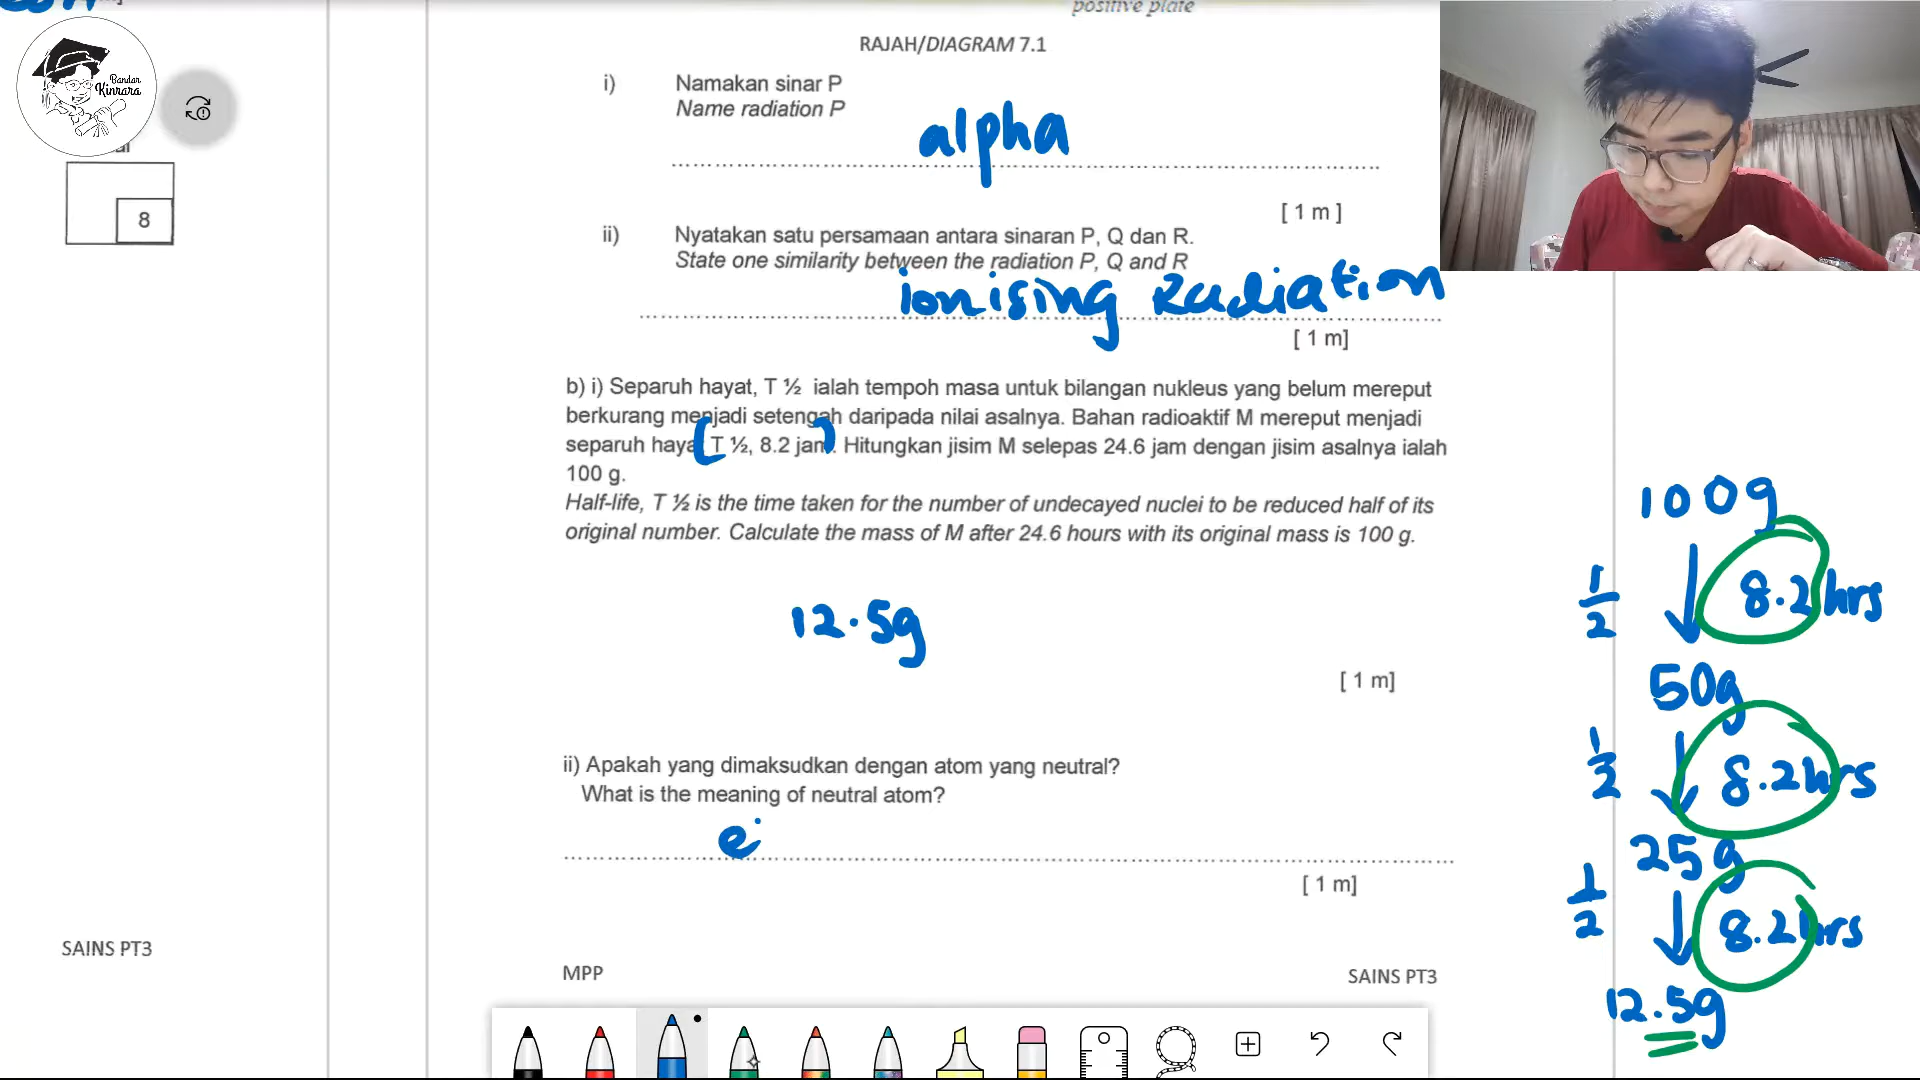 positive plate
RAJAH/DIAGRAM 7.1
Bandar
Kinrara
8
i) Namakan sinar P
Name radiation P
alpha
[ 1 m ]
ii) Nyatakan satu persamaan antara sinaran P, Q dan R.
State one similarity between the radiation P, Q and R
ionising radiation
[ 1 m]
b) i) Separuh hayat, T ½ ialah tempoh masa untuk bilangan nukleus yang belum mereput
berkurang menjadi setengah daripada nilai asalnya. Bahan radioaktif M mereput menjadi
separuh haya (T ½, 8.2 jam). Hitungkan jisim M selepas 24.6 jam dengan jisim asalnya ialah
100 g.
Half-life, T ½ is the time taken for the number of undecayed nuclei to be reduced half of its
original number. Calculate the mass of M after 24.6 hours with its original mass is 100 g.
12.5g
[ 1 m]
ii) Apakah yang dimaksudkan dengan atom yang neutral?
What is the meaning of neutral atom?
[ 1 m]
SAINS PT3
MPP
SAINS PT3
100g
1/2 8.2 hrs
50g
1/2 8.2hrs
25g
1/2 8.2hrs
12.5g